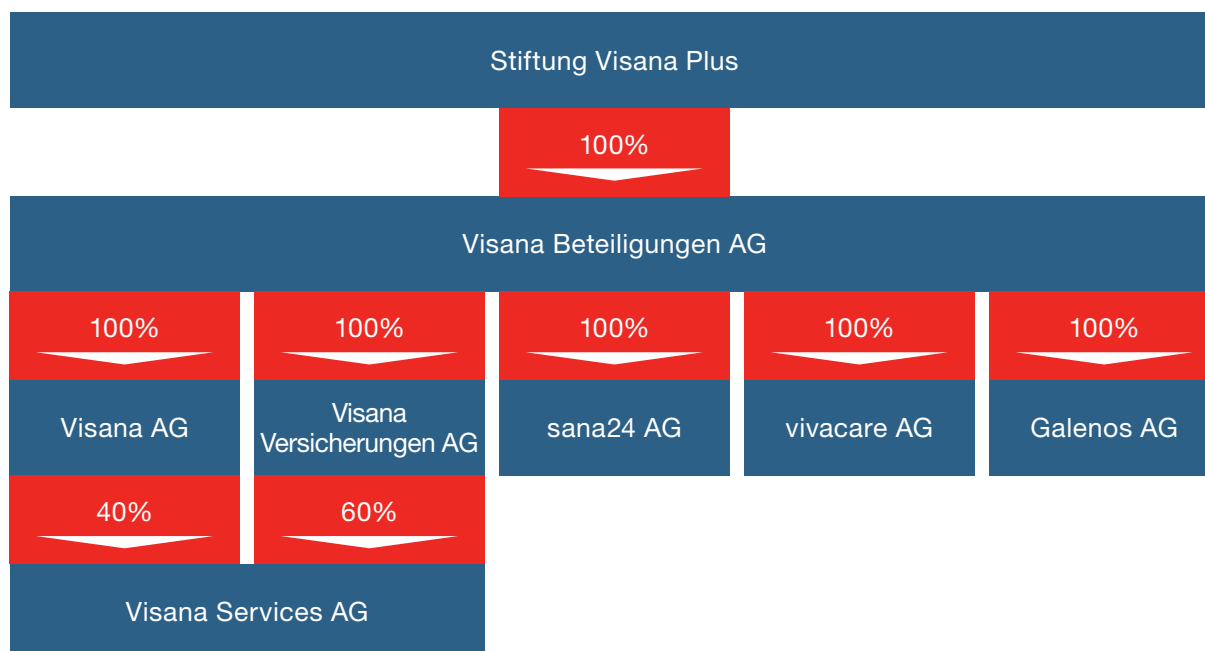 Stiftung Visana Plus
100%
Visana Beteiligungen AG
100%
100%
100%
100%
100%
Visana AG
Visana
Versicherungen AG
sana24 AG
vivacare AG
Galenos AG
40%
60%
Visana Services AG